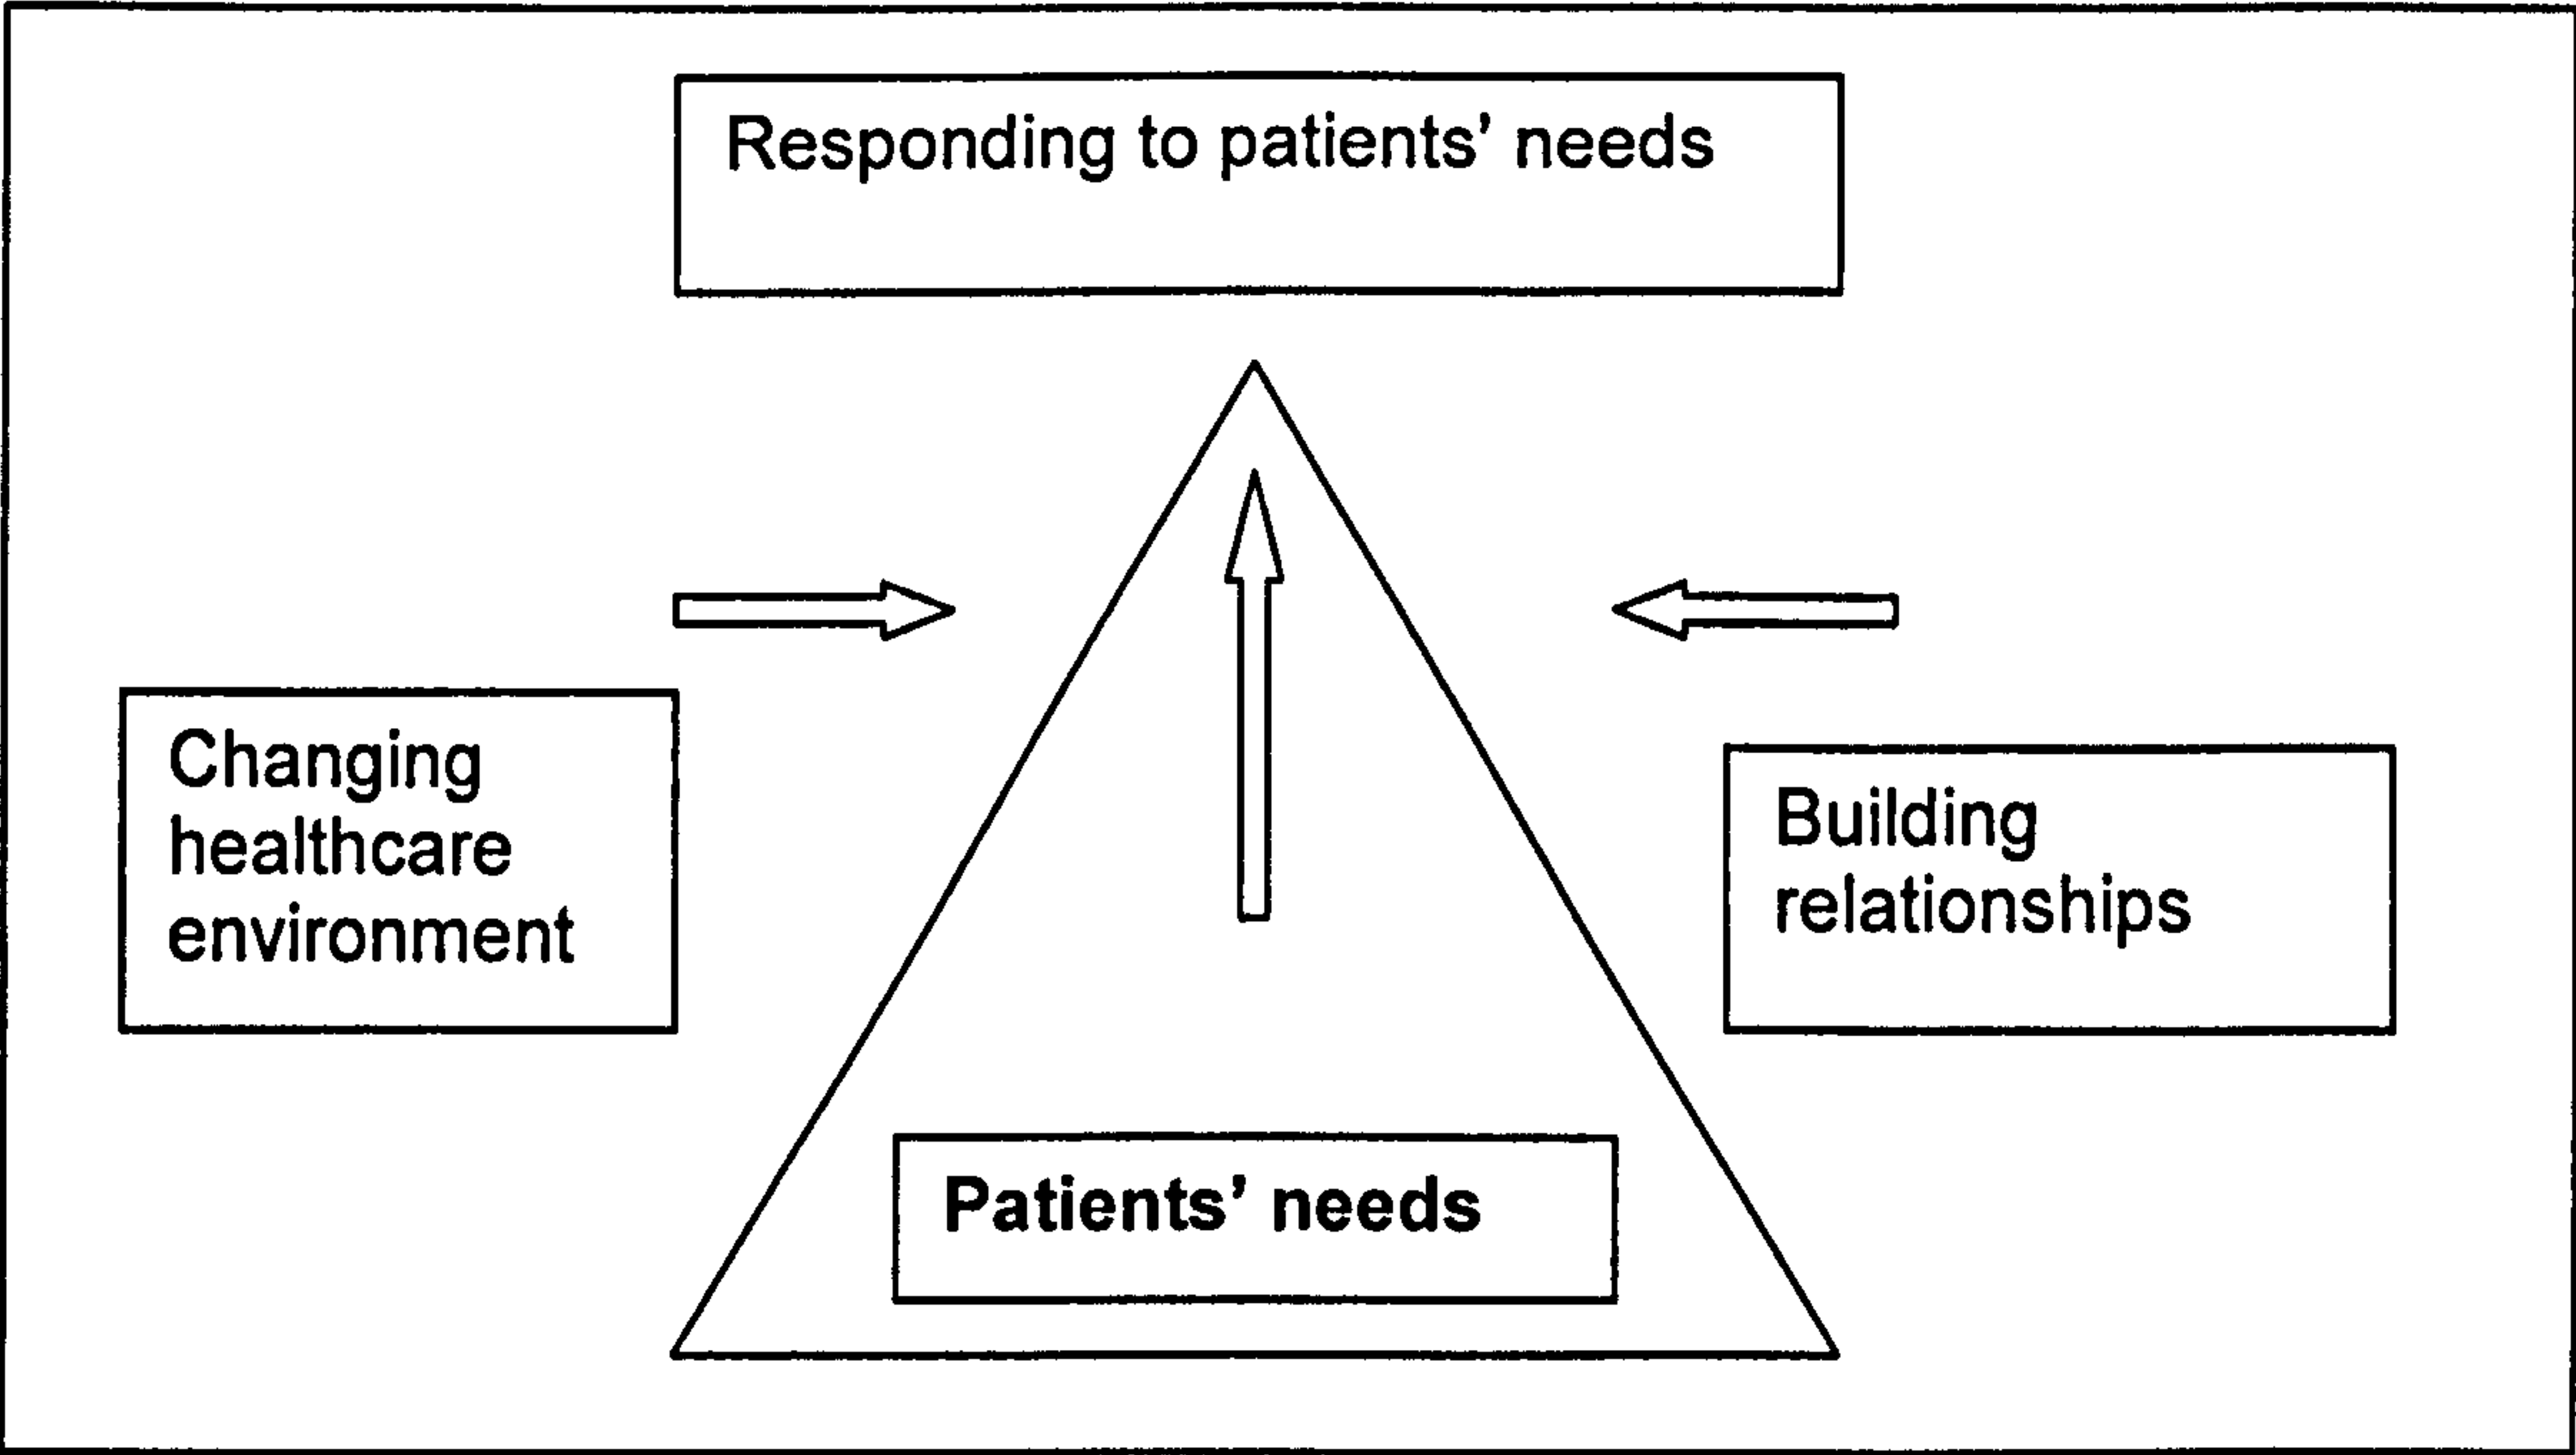 Responding to patients’ needs
Changing
healthcare
environment
Building
relationships
Patients’ needs